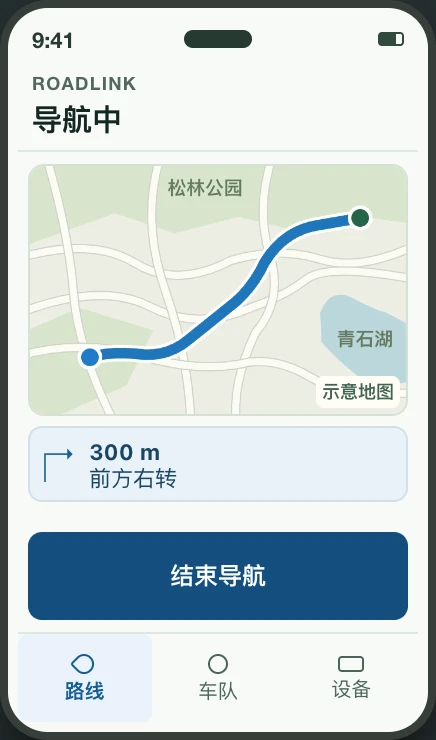 9:41
ROADLINK
导航中
松林公园
青石湖
示意地图
300 m
前方右转
结束导航
路线
车队
设备